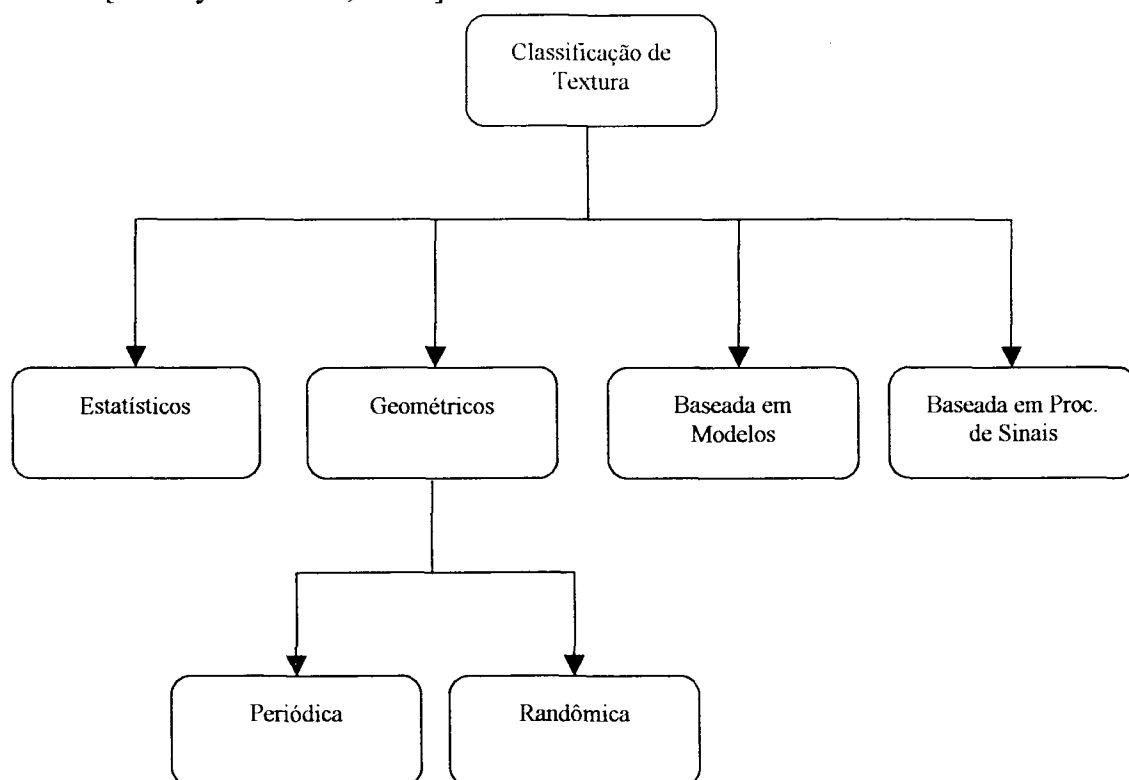 Classificação de
Textura
Estatísticos
Geométricos
Baseada em
Modelos
Baseada em Proc.
de Sinais
Periódica
Randômica